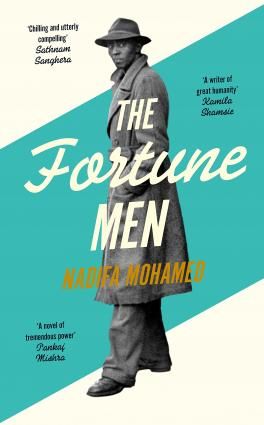 'Chilling and utterly
compelling'
Sathnam
Sanghera
'A writer of
great humanity'
Kamila
Shamsie
THE
Fortune
MEN
NADIFA MOHAMED
'A novel of
tremendous power'
Pankaj
Mishra